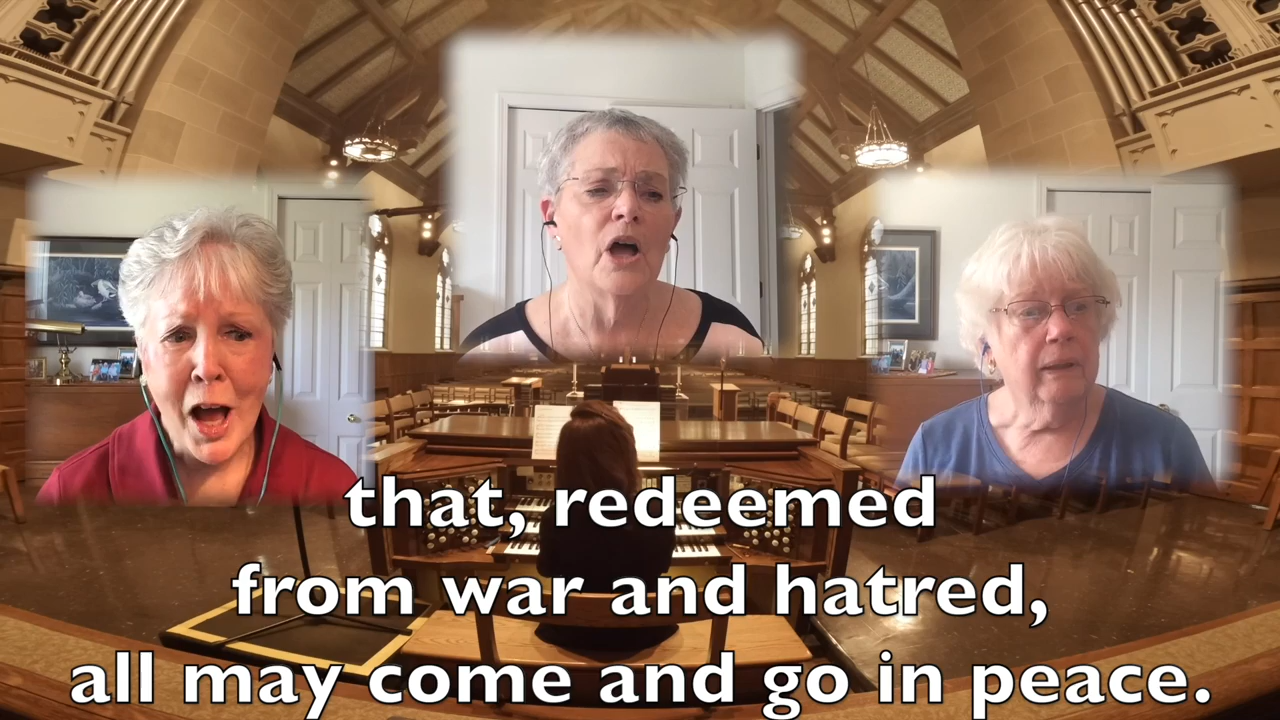 that, redeemed
from war and hatred,
all may come and go in peace.